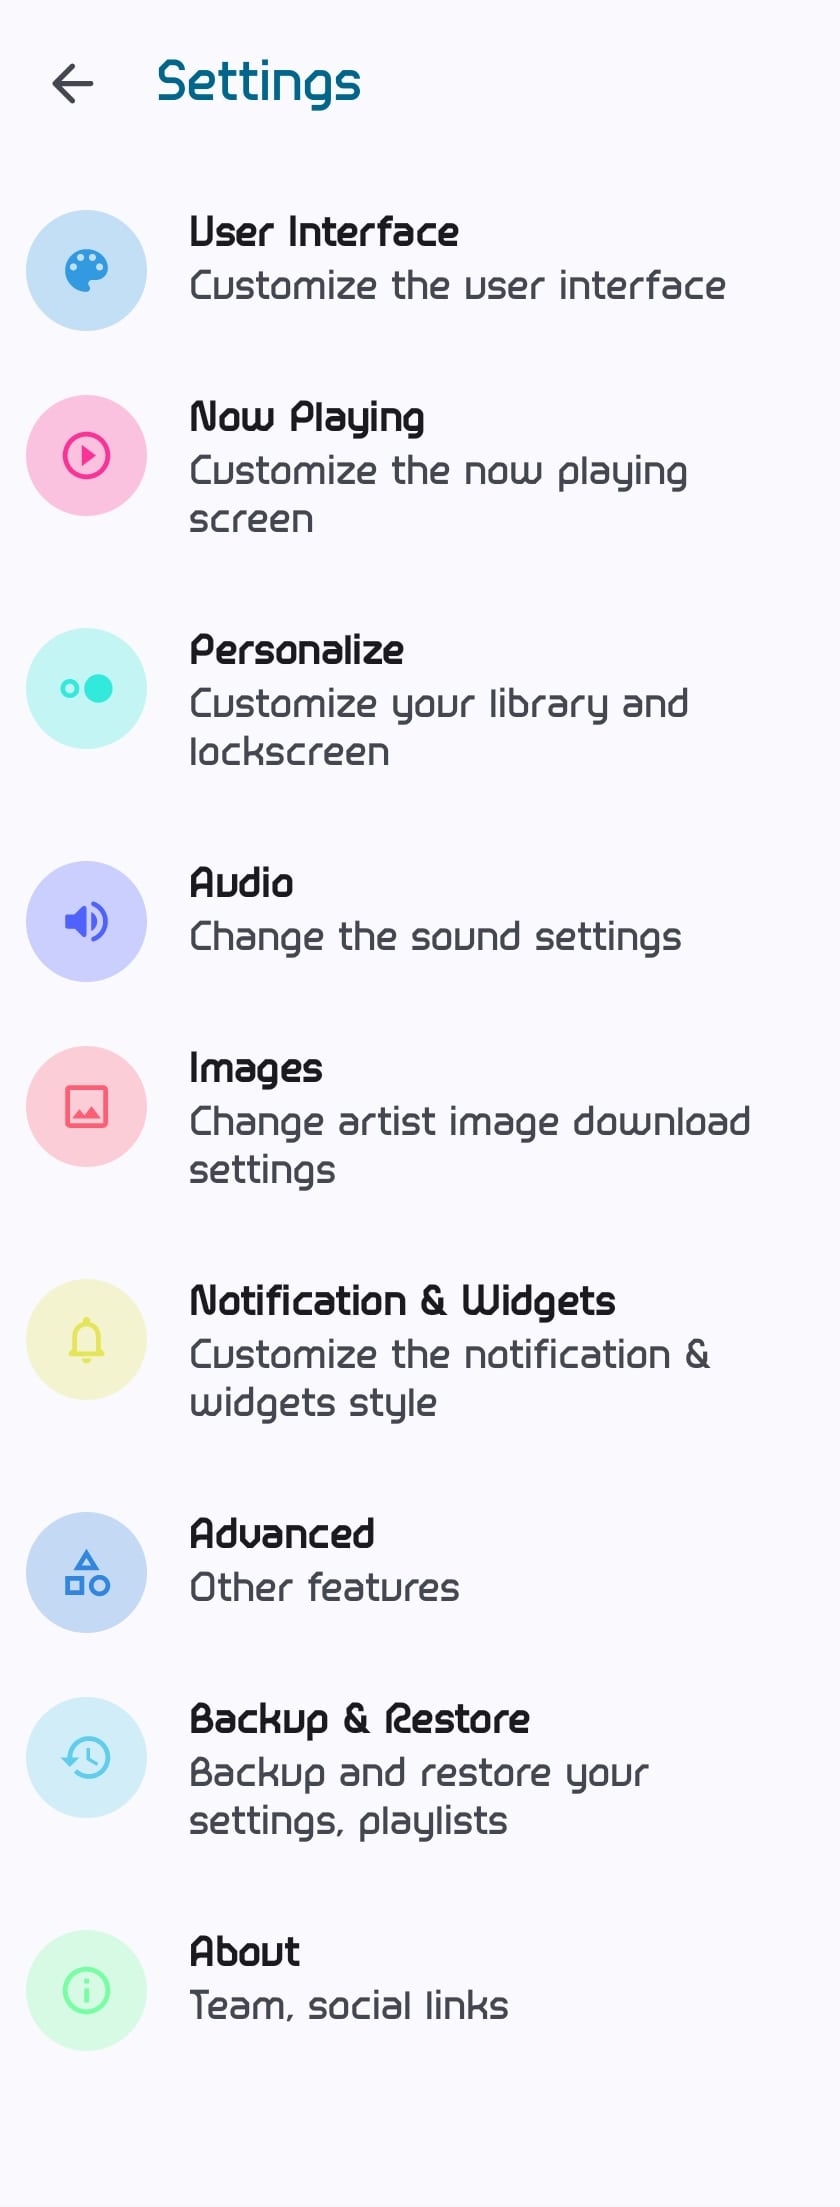 Settings
User Interface
Customize the user interface
Now Playing
Customize the now playing
screen
Personalize
Customize your library and
lockscreen
Audio
Change the sound settings
Images
Change artist image download
settings
Notification & Widgets
Customize the notification &
widgets style
Advanced
Other features
Backup & Restore
Backup and restore your
settings, playlists
About
Team, social links